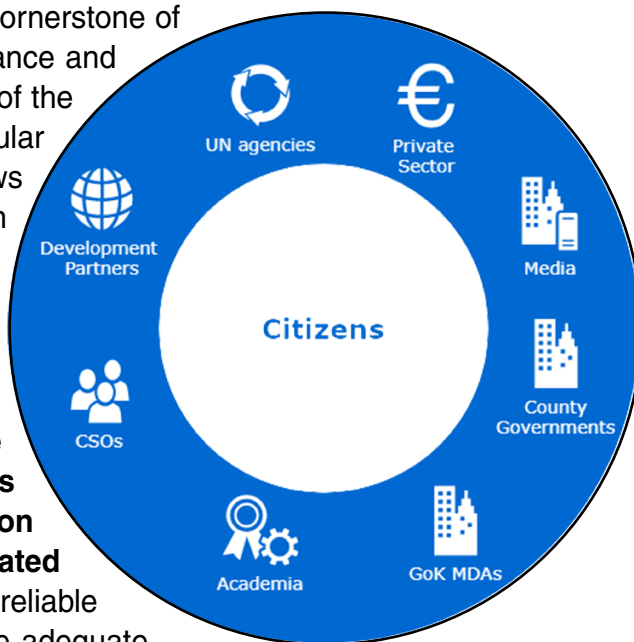 ornerstone of
ance and
of the
ular
ws
UN agencies
Private
Sector
Development
Partners
Media
Citizens
County
Governments
CSOs
s
on
ated
reliable
adequate
Academia
GoK MDAs